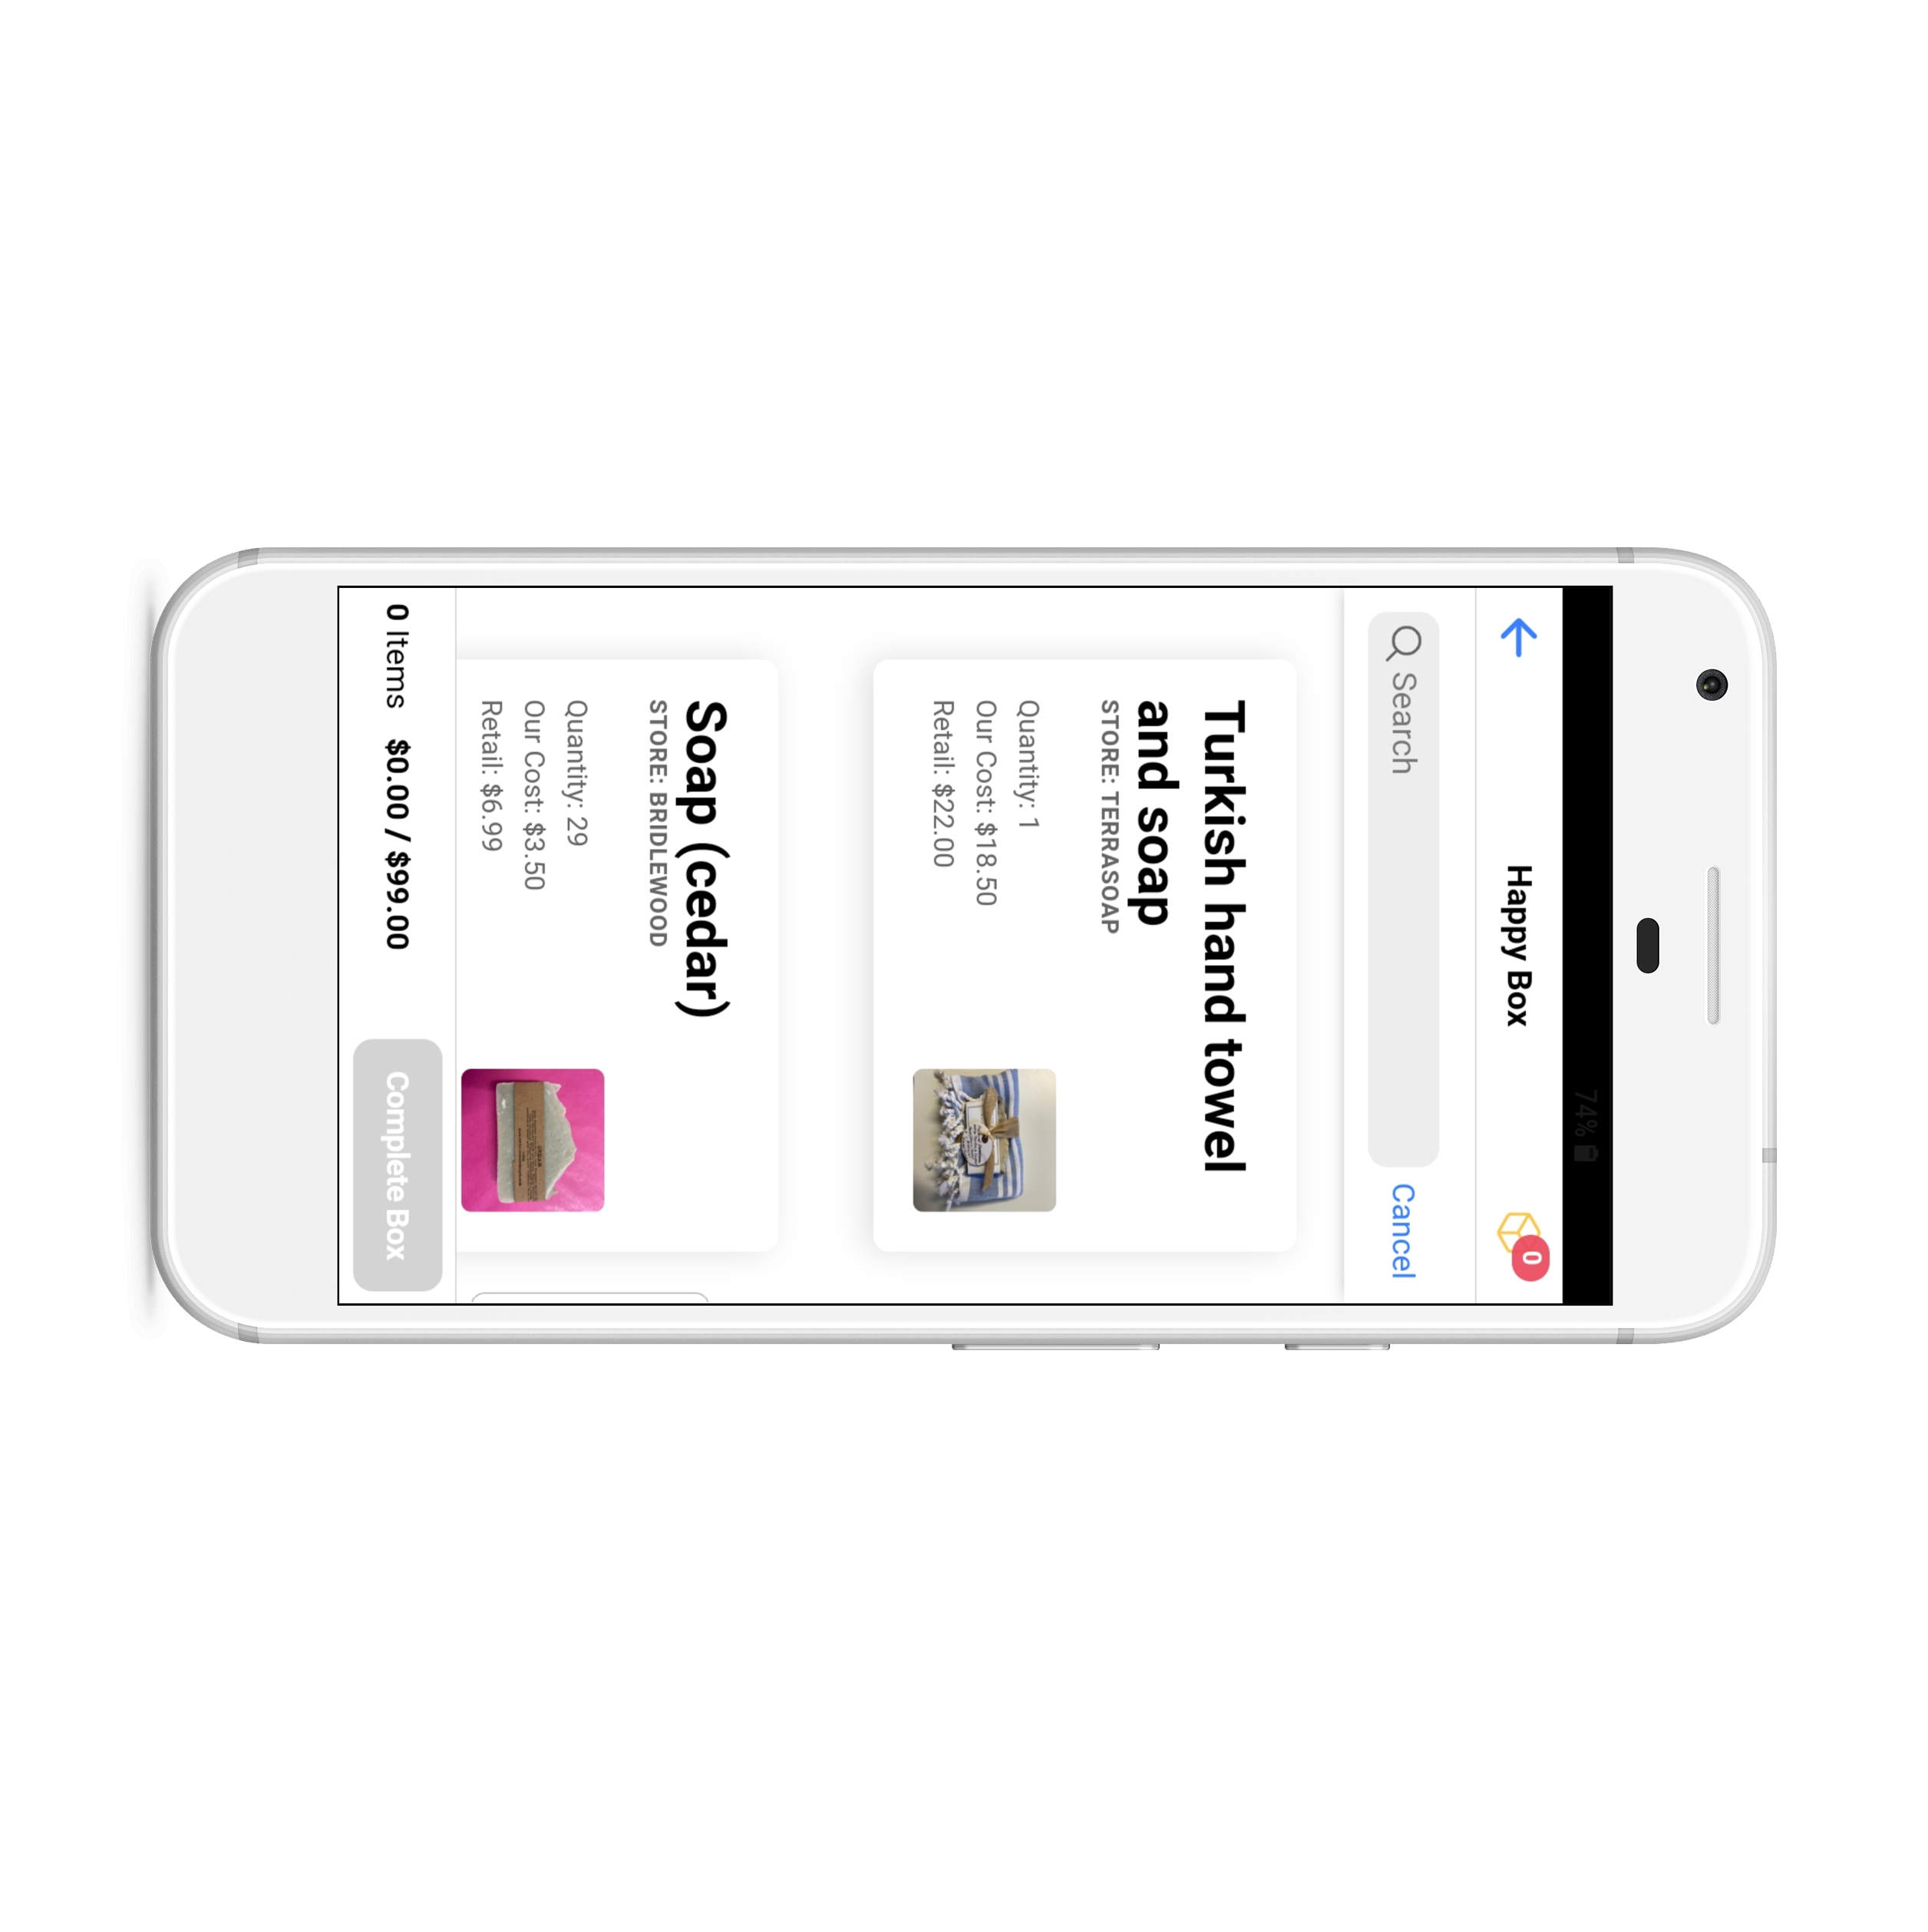 74%
Happy Box
0
Search
Cancel
Turkish hand towel
and soap
STORE: TERRASOAP
Quantity: 1
Our Cost: $18.50
Retail: $22.00
Soap (cedar)
STORE: BRIDLEWOOD
Quantity: 29
Our Cost: $3.50
Retail: $6.99
0 Items $0.00 / $99.00
Complete Box